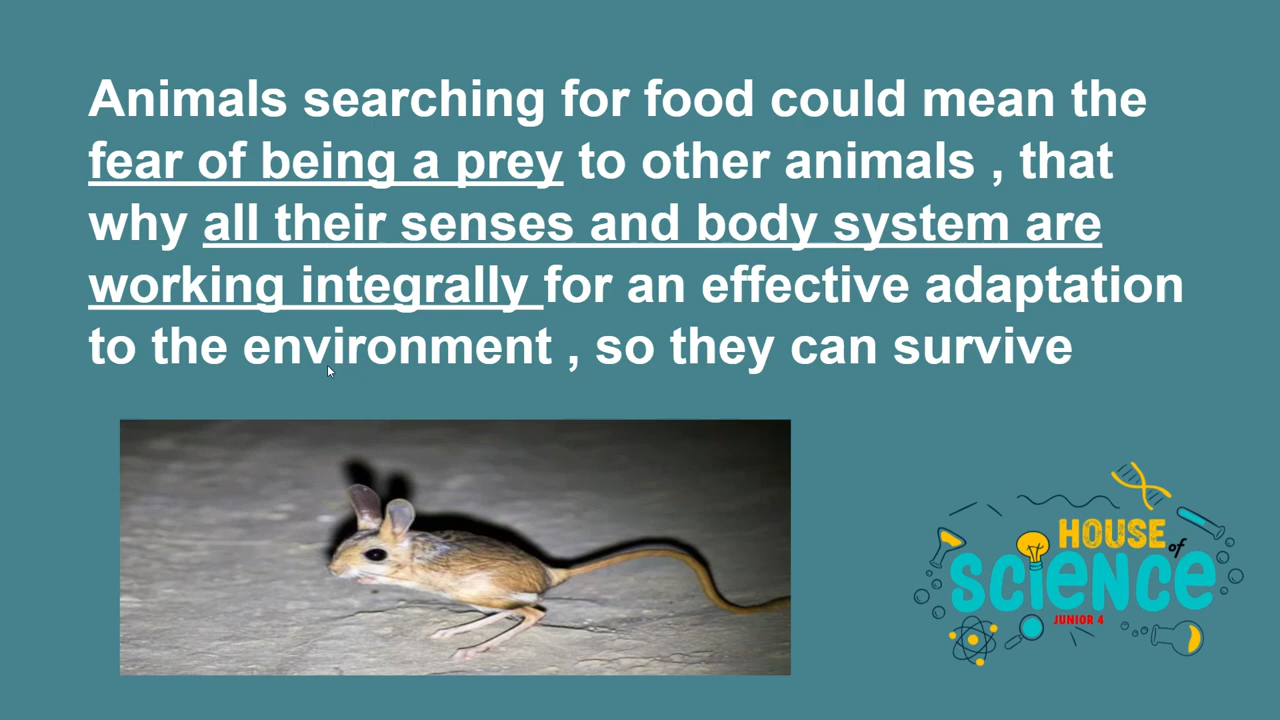 Animals searching for food could mean the
fear of being a prey to other animals , that
why all their senses and body system are
working integrally for an effective adaptation
to the environment , so they can survive
HOUSE
of
SCIENCE
JUNIOR 4